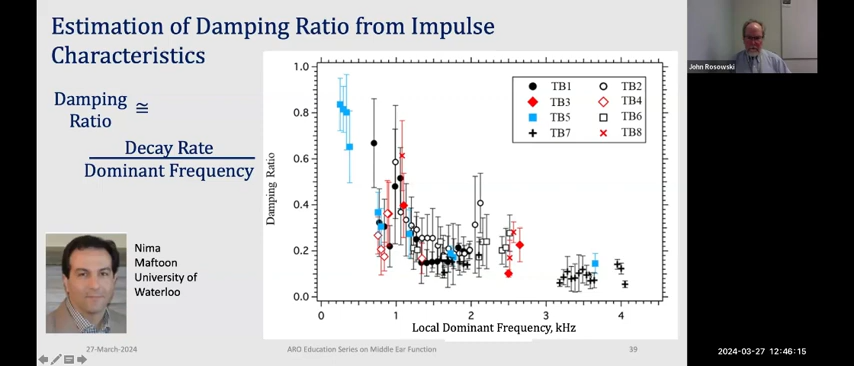 Estimation of Damping Ratio from Impulse
Characteristics
Damping
Ratio
≅
Decay Rate
Dominant Frequency
Nima
Maftoon
University of
Waterloo
1.0
0.8
0.6
0.4
0.2
0.0
Damping Ratio
TB1
TB2
TB3
TB4
TB5
TB6
TB7
TB8
0
1
2
3
4
Local Dominant Frequency, kHz
27-March-2024
ARO Education Series on Middle Ear Function
39
John Rosowski
2024-03-27 12:46:15